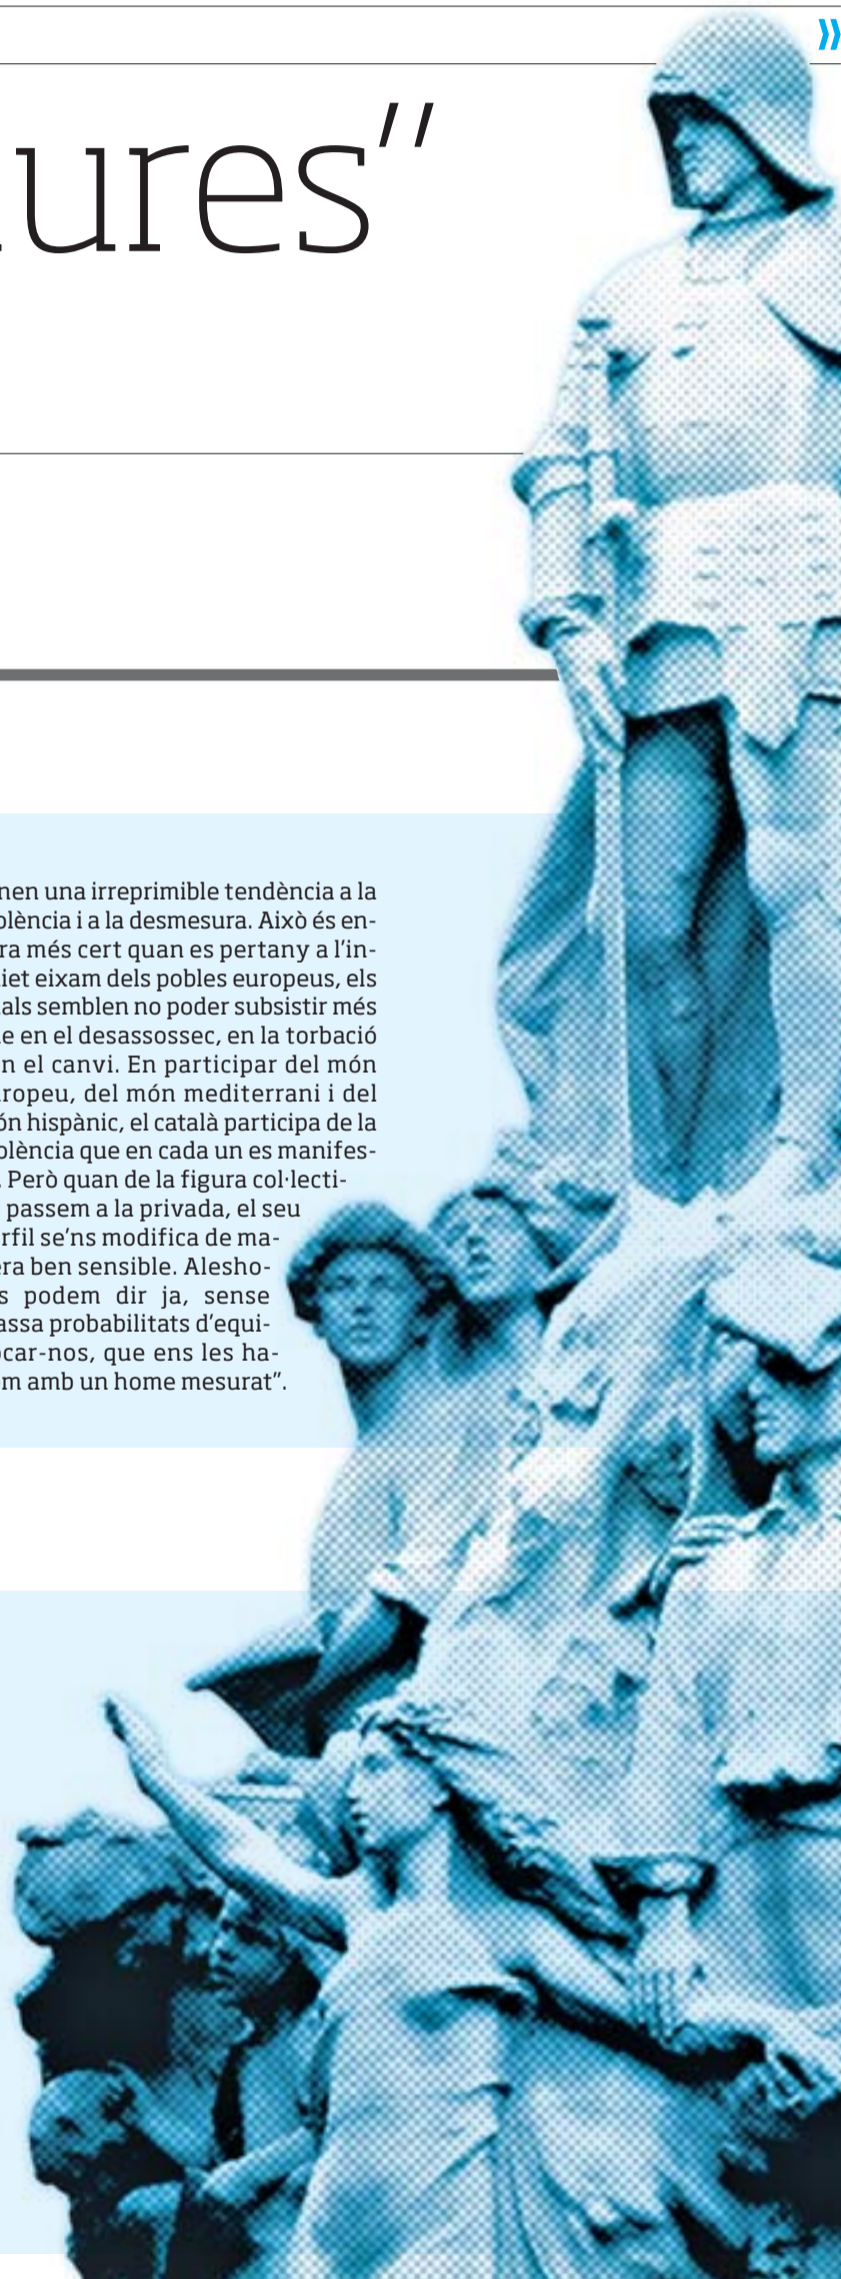 ures”
nen una irreprimible tendència a la
olència i a la desmesura. Això és en-
ra més cert quan es pertany a l’in-
iet eixam dels pobles europeus, els
als semblen no poder subsistir més
e en el desassossec, en la torbació
n el canvi. En participar del món
ropeu, del món mediterrani i del
ón hispànic, el català participa de la
olència que en cada un es manifes-
. Però quan de la figura col·lecti-
passem a la privada, el seu
rfil se’ns modifica de ma-
era ben sensible. Alesho-
s podem dir ja, sense
assa probabilitats d’equi-
ocar-nos, que ens les ha-
m amb un home mesurat”.